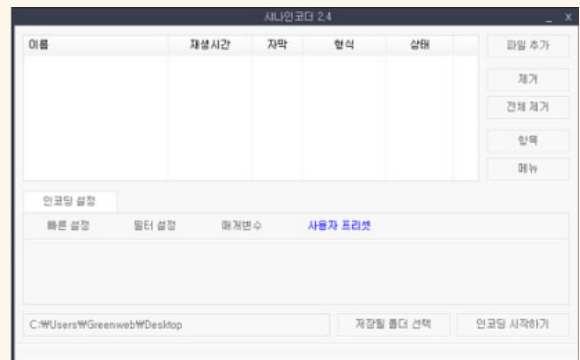 샤나인코더 2.4
이름 재생시간 자막 형식 상태
파일 추가
제거
전체 제거
항목
메뉴
인코딩 설정
빠른 설정 필터 설정 매개변수 사용자 프리셋
C:₩Users₩Greenweb₩Desktop 저장될 폴더 선택 인코딩 시작하기